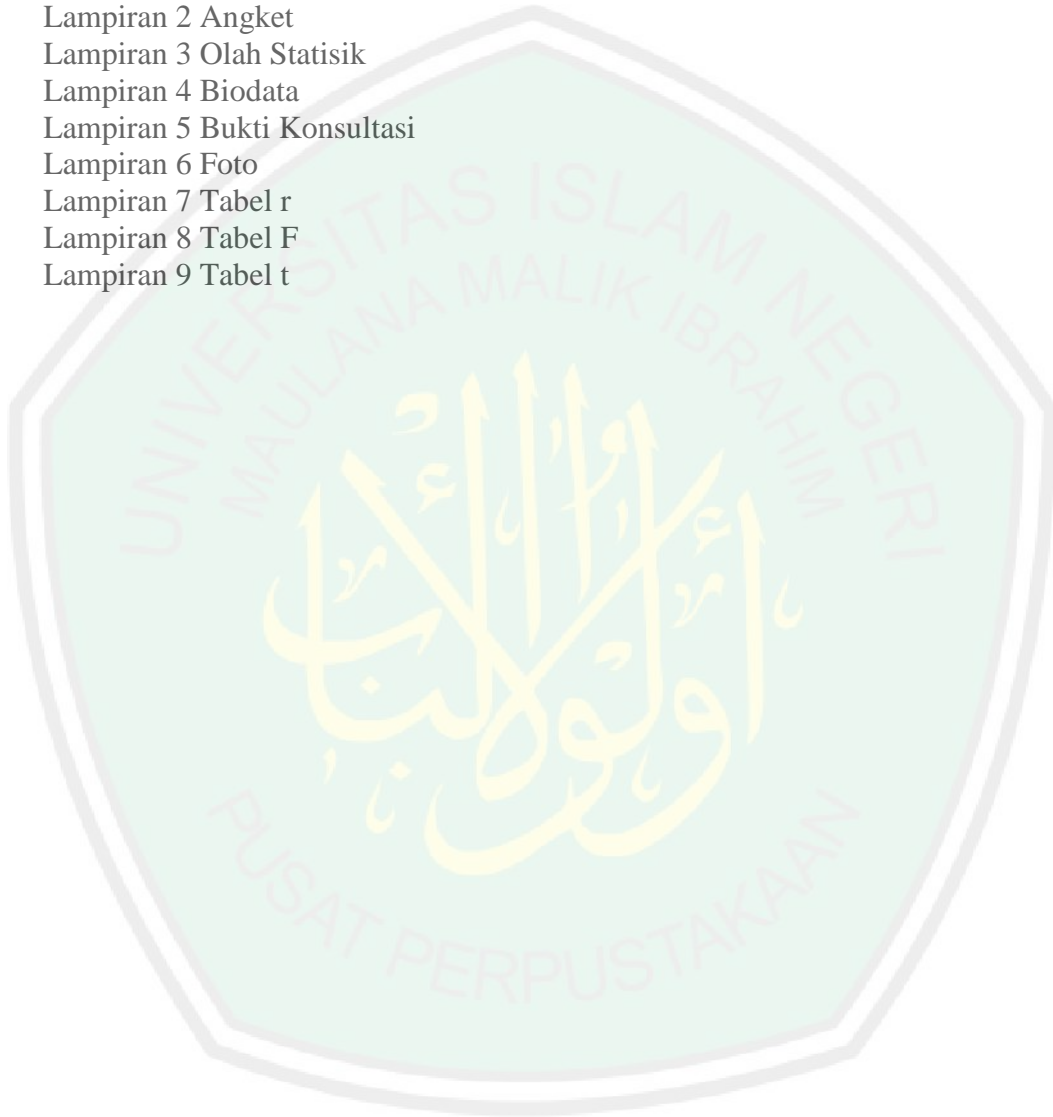 Lampiran 2 Angket
Lampiran 3 Olah Statisik
Lampiran 4 Biodata
Lampiran 5 Bukti Konsultasi
Lampiran 6 Foto
Lampiran 7 Tabel r
Lampiran 8 Tabel F
Lampiran 9 Tabel t
UNIVERSITAS ISLAM NEGERI
MAULANA MALIK IBRAHIM
أولوا الألباب
PUSAT PERPUSTAKAAN